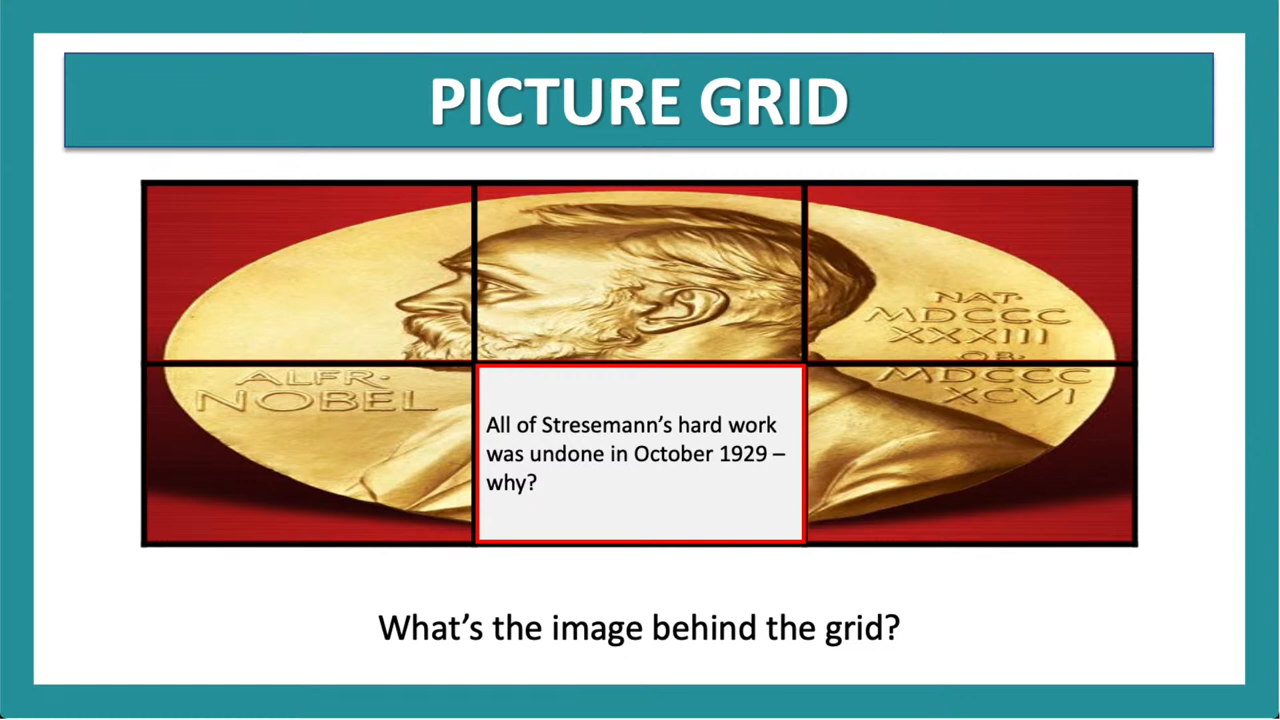 PICTURE GRID
NAT·
MDCCC
XXXIII
OB·
MDCCC
XCVI
ALFR·
NOBEL
All of Stresemann’s hard work
was undone in October 1929 –
why?
What’s the image behind the grid?